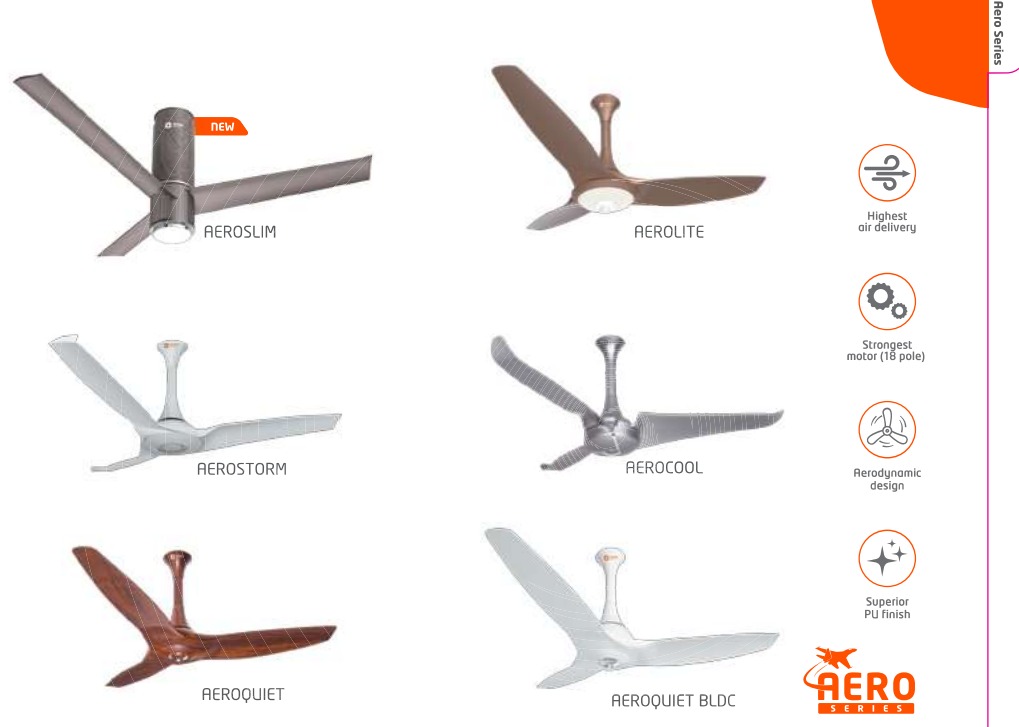 Aero Series
NEW
AEROSLIM
AEROLITE
Highest
air delivery
Strongest
motor (18 pole)
AEROSTORM
AEROCOOL
Aerodynamic
design
Superior
PU finish
AEROQUIET
AEROQUIET BLDC
AERO
SERIES